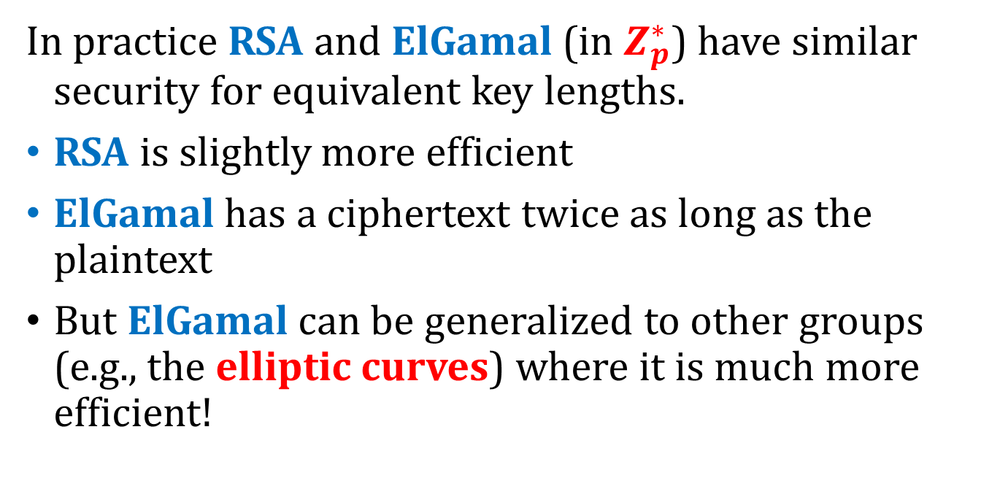 In practice RSA and ElGamal (in Z_p^*) have similar
security for equivalent key lengths.
• RSA is slightly more efficient
• ElGamal has a ciphertext twice as long as the
plaintext
• But ElGamal can be generalized to other groups
(e.g., the elliptic curves) where it is much more
efficient!